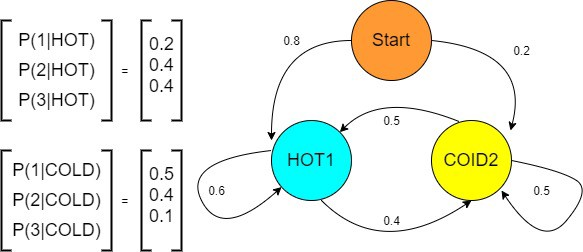 P(1|HOT)
P(2|HOT)
P(3|HOT)
=
0.2
0.4
0.4
P(1|COLD)
P(2|COLD)
P(3|COLD)
=
0.5
0.4
0.1
Start
0.8
0.2
0.5
HOT1
COID2
0.6
0.5
0.4